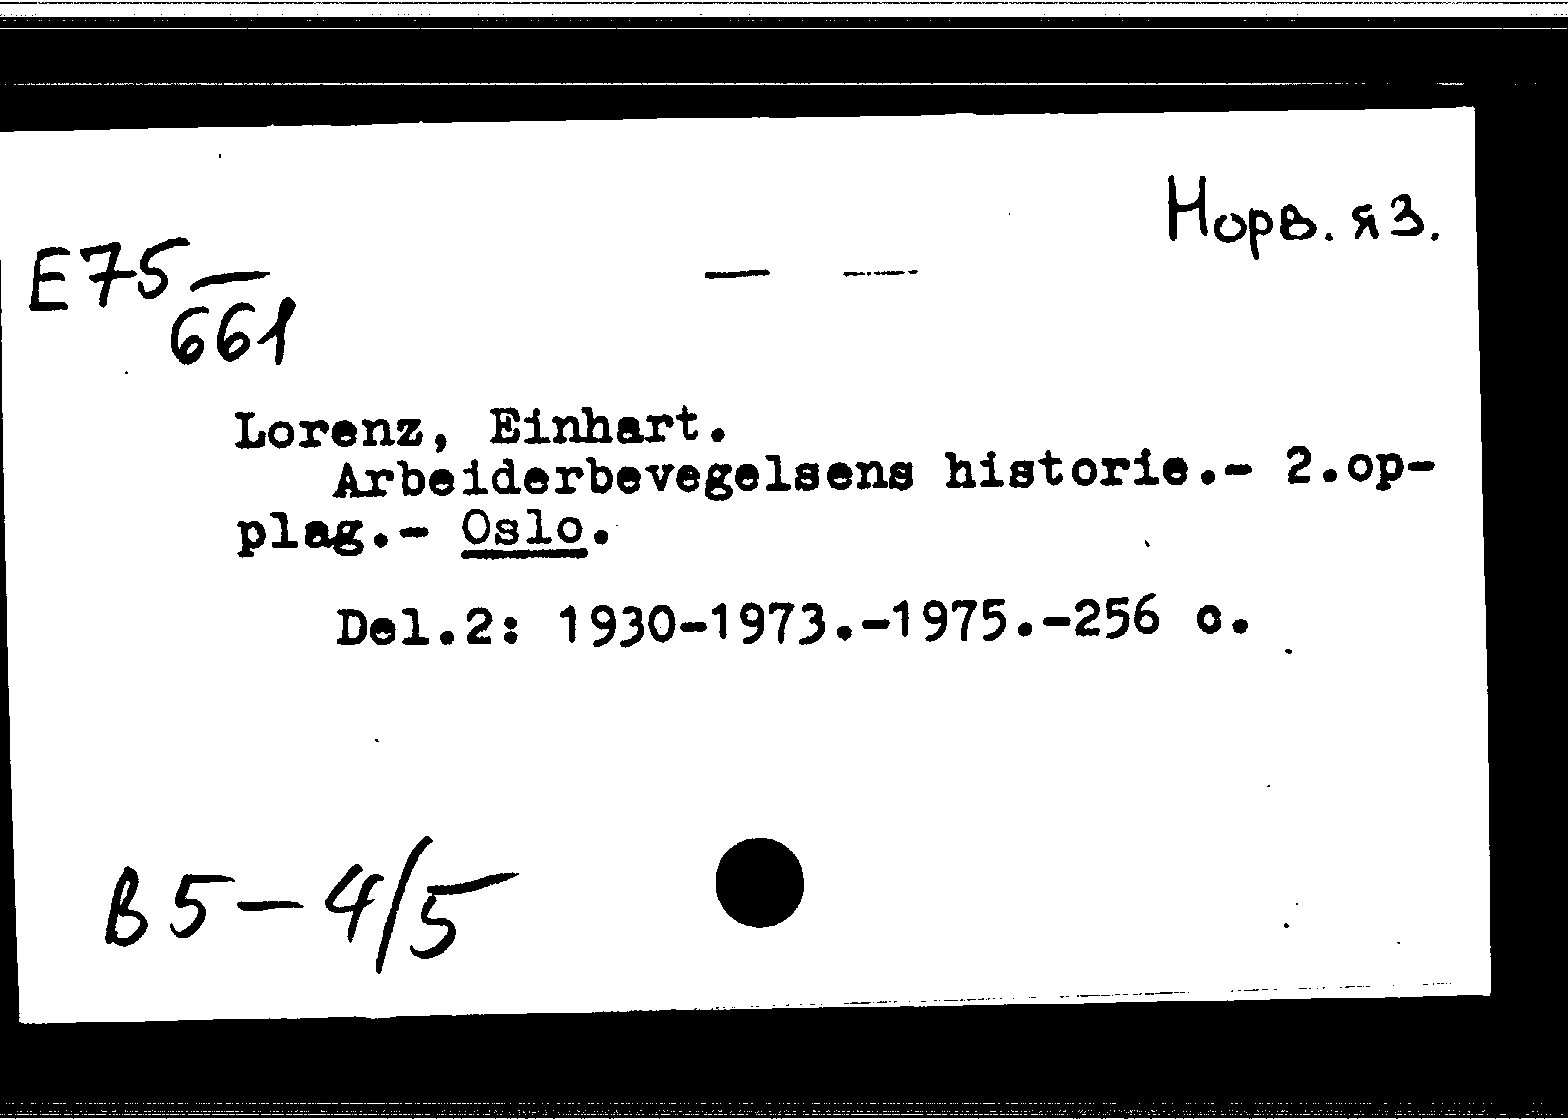 Норв. яз.
E75—
661
Lorenz, Einhart.
Arbeiderbevegelsens historie.- 2.op-
plag.- Oslo.
Del.2: 1930-1973.-1975.-256 c.
В5-4/5